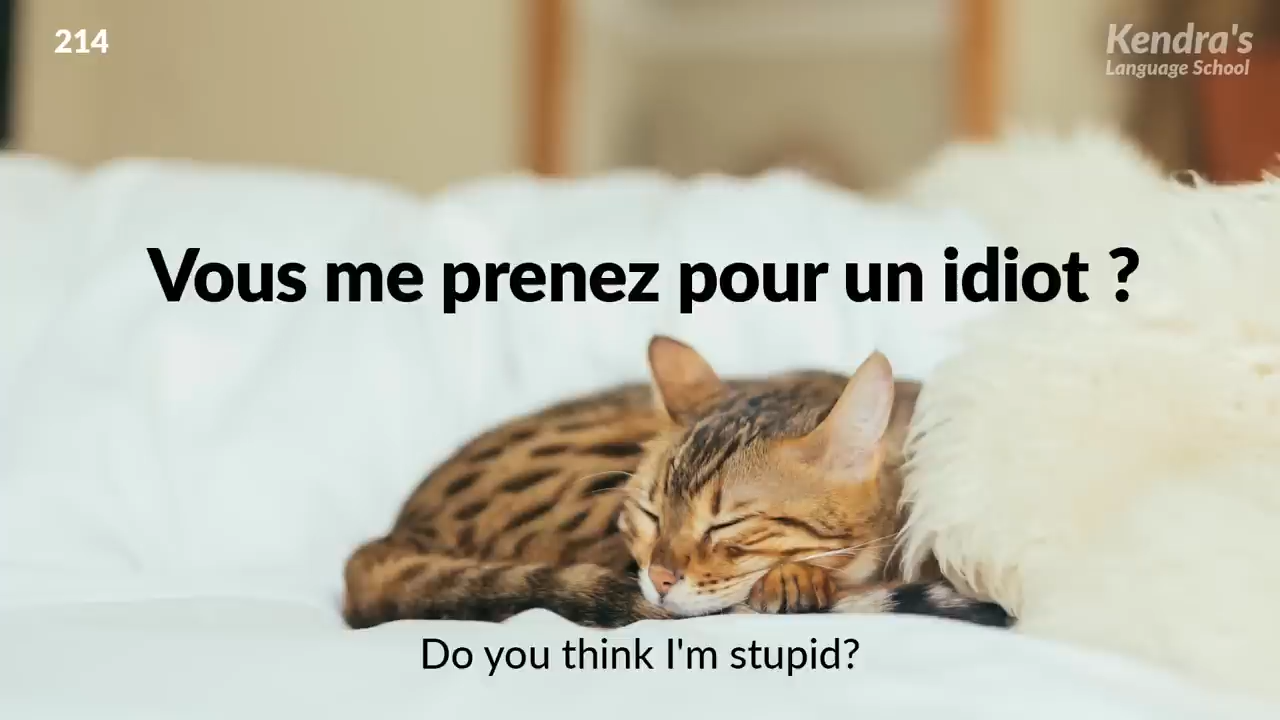 214
Kendra's
Language School
Vous me prenez pour un idiot ?
Do you think I'm stupid?